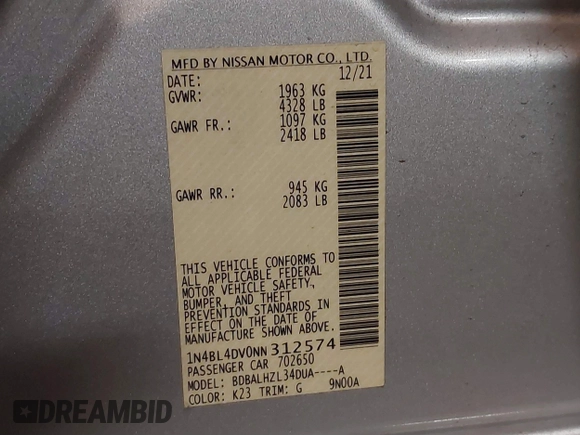 MFD BY NISSAN MOTOR CO., LTD.
DATE: 12/21
GVWR: 1963 KG
4328 LB
GAWR FR.: 1097 KG
2418 LB
GAWR RR.: 945 KG
2083 LB
THIS VEHICLE CONFORMS TO
ALL APPLICABLE FEDERAL
MOTOR VEHICLE SAFETY,
BUMPER, AND THEFT
PREVENTION STANDARDS IN
EFFECT ON THE DATE OF
MANUFACTURE SHOWN ABOVE.
1N4BL4DV0NN312574
PASSENGER CAR 702650
MODEL: BDBALHZL34DUA----A
COLOR: K23 TRIM: G 9N00A
DREAMBID